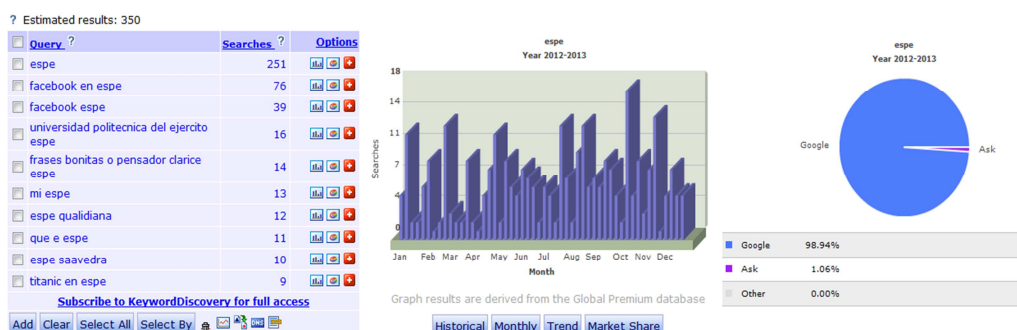 ? Estimated results: 350
Query ? Searches ? Options
espe 251
facebook en espe 76
facebook espe 39
universidad politecnica del ejercito
espe 16
frases bonitas o pensador clarice
espe 14
mi espe 13
espe qualidiana 12
que e espe 11
espe saavedra 10
titanic en espe 9
Subscribe to KeywordDiscovery for full access
Add Clear Select All Select By
espe
Year 2012-2013
18
14
11
7
4
0
Searches
Jan Feb Mar Apr May Jun Jul Aug Sep Oct Nov Dec
Month
Graph results are derived from the Global Premium database
Historical Monthly Trend Market Share
espe
Year 2012-2013
Google
Ask
Google 98.94%
Ask 1.06%
Other 0.00%